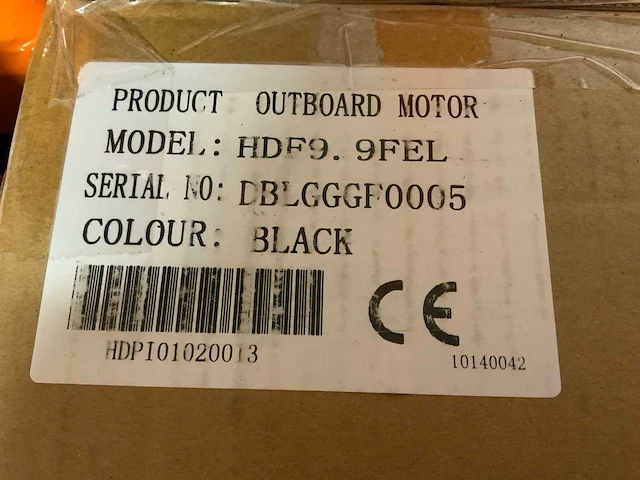 PRODUCT: OUTBOARD MOTOR
MODEL: HDF9.9FEL
SERIAL NO: DBLGGGF0005
COLOUR: BLACK
CE
HDPI01020013
10140042